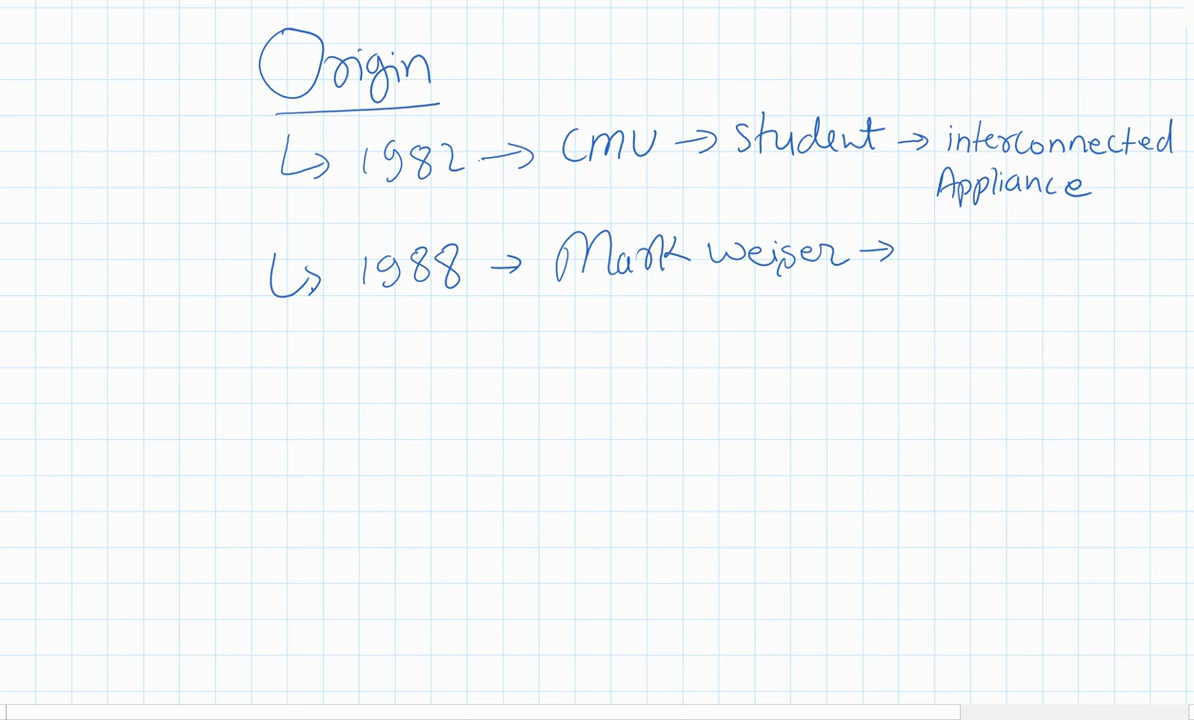 Origin
↳ 1982 → CMU → Student → interconnected
Appliance
↳ 1988 → Mark weiser →